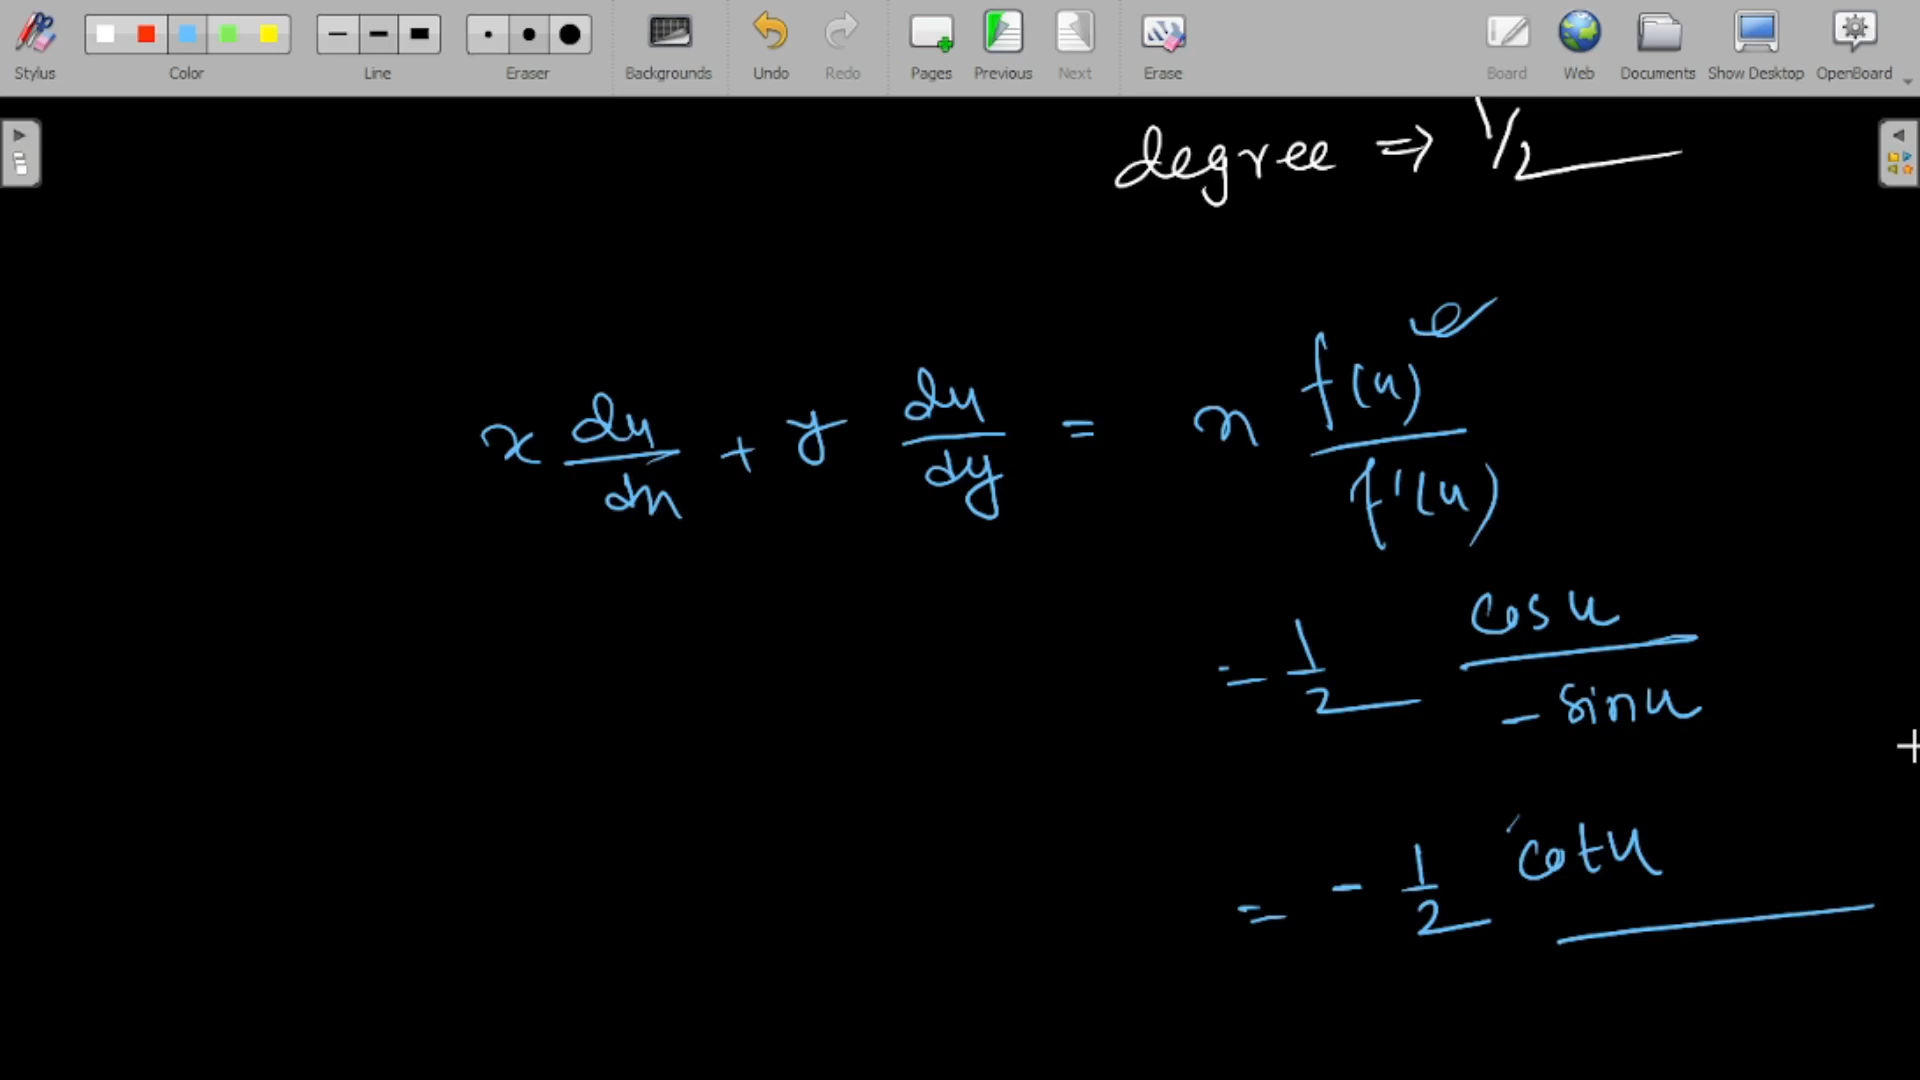 Stylus Color Line Eraser Backgrounds Undo Redo Pages Previous Next Erase Board Web Documents Show Desktop OpenBoard
degree ⇒ 1/2
x du/dx + y du/dy = n f(u)/f'(u)
= 1/2 cos u/- sin u
= - 1/2 cot u